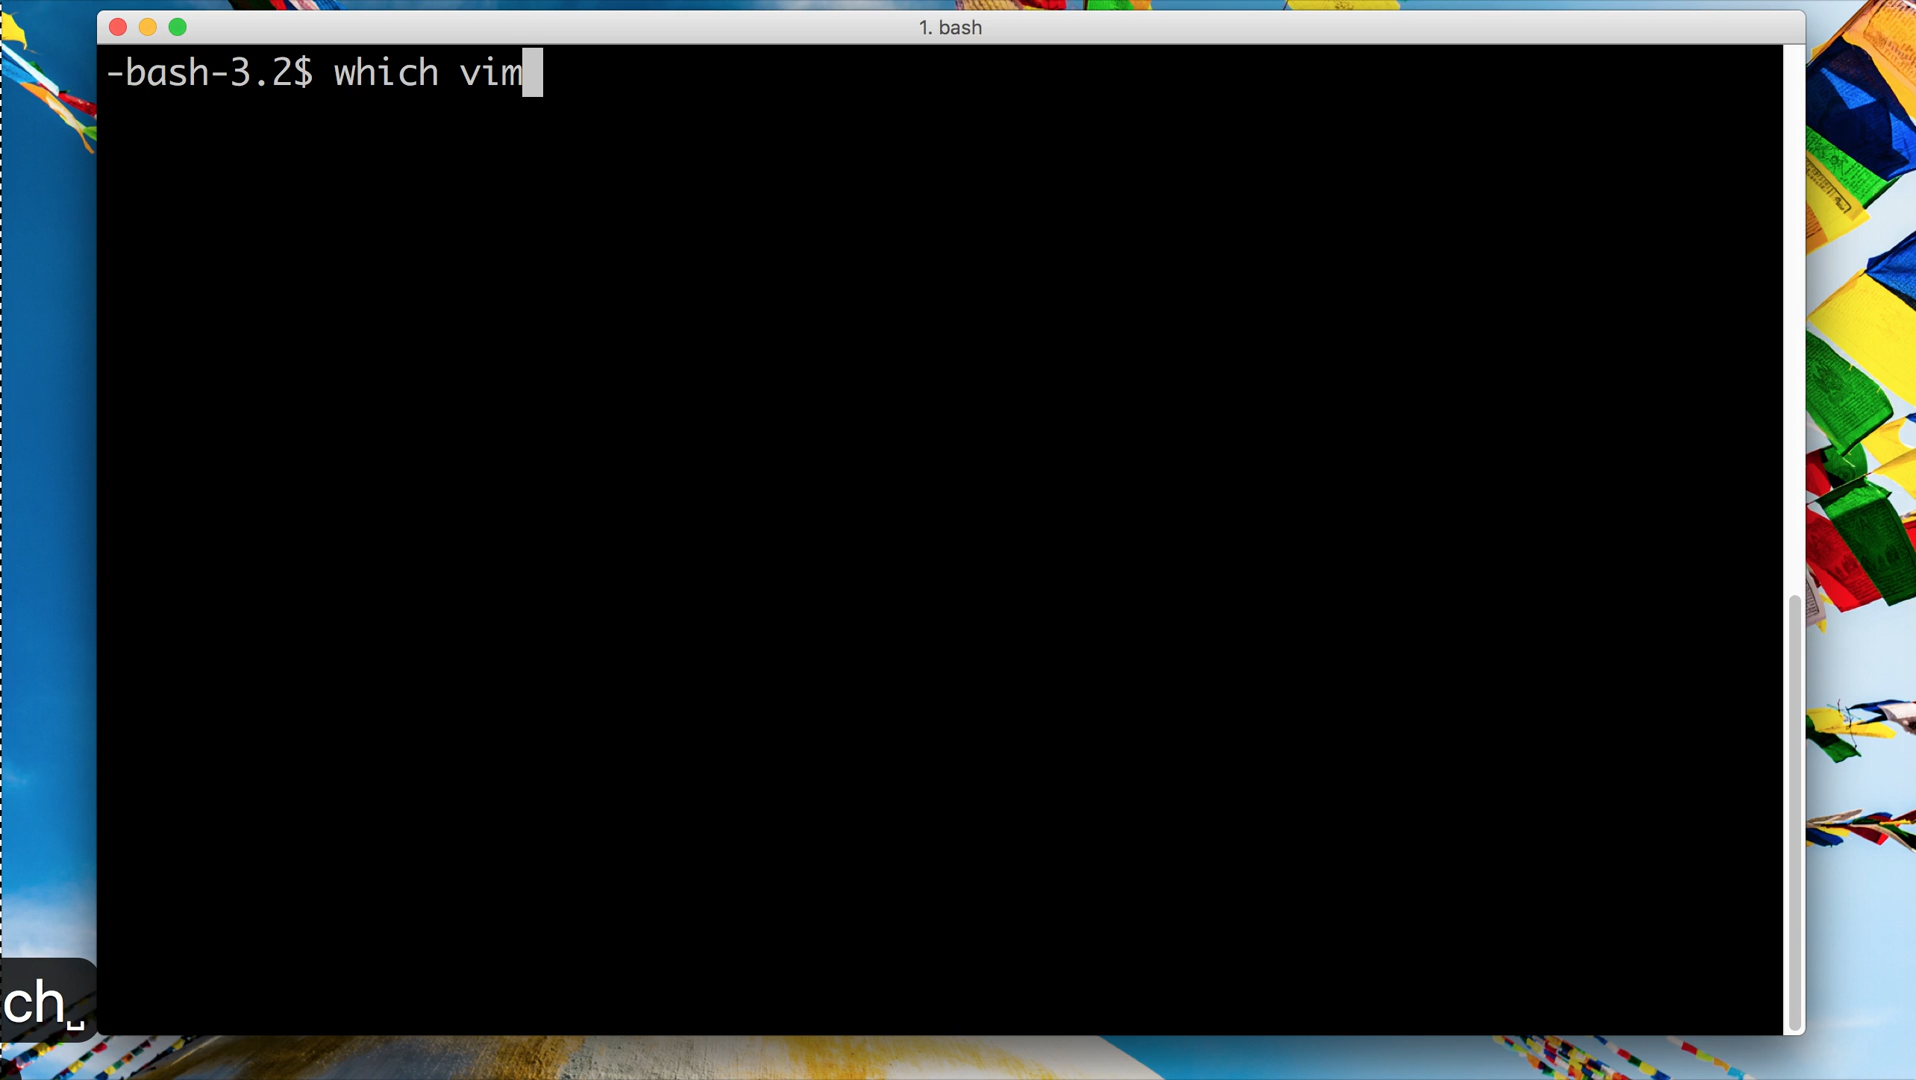 1. bash
-bash-3.2$ which vim
ch␣